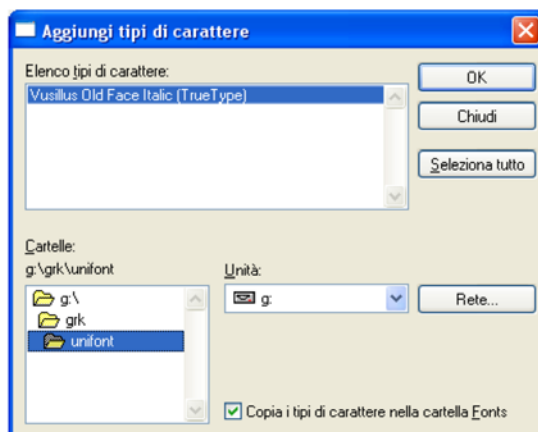 Aggiungi tipi di carattere
Elenco tipi di carattere:
Vusillus Old Face Italic (TrueType)
OK
Chiudi
Seleziona tutto
Cartelle:
g:\grk\unifont
g:\
grk
unifont
Unità:
g:
Rete...
Copia i tipi di carattere nella cartella Fonts